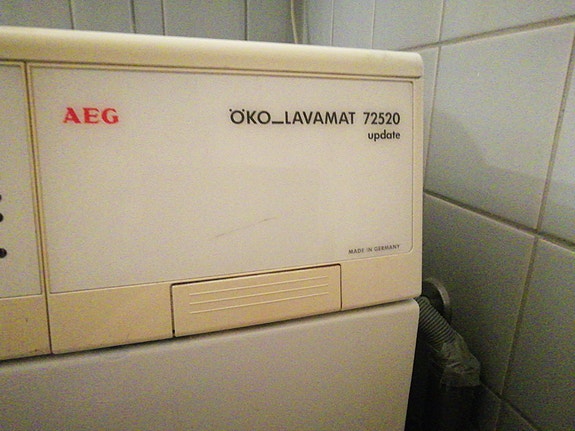 AEG
ÖKO_LAVAMAT 72520
update
MADE IN GERMANY